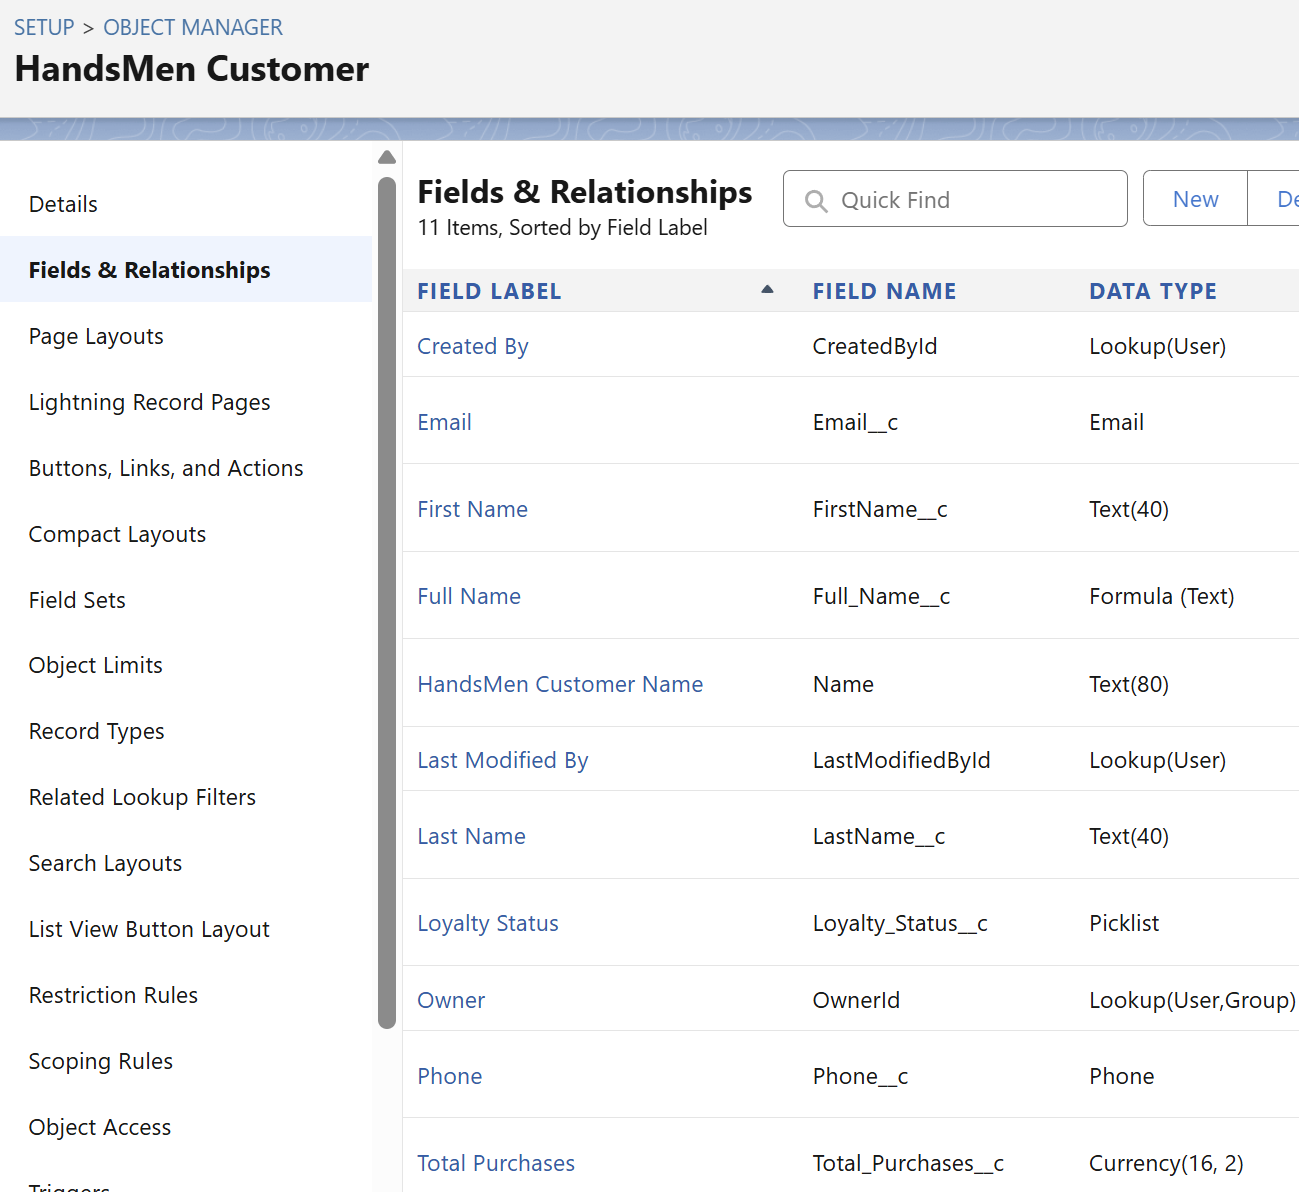 SETUP > OBJECT MANAGER
HandsMen Customer
Details
Fields & Relationships
Page Layouts
Lightning Record Pages
Buttons, Links, and Actions
Compact Layouts
Field Sets
Object Limits
Record Types
Related Lookup Filters
Search Layouts
List View Button Layout
Restriction Rules
Scoping Rules
Object Access
Triggers
Fields & Relationships
11 Items, Sorted by Field Label
Quick Find
New
De
FIELD LABEL FIELD NAME DATA TYPE
Created By CreatedById Lookup(User)
Email Email__c Email
First Name FirstName__c Text(40)
Full Name Full_Name__c Formula (Text)
HandsMen Customer Name Name Text(80)
Last Modified By LastModifiedById Lookup(User)
Last Name LastName__c Text(40)
Loyalty Status Loyalty_Status__c Picklist
Owner OwnerId Lookup(User,Group)
Phone Phone__c Phone
Total Purchases Total_Purchases__c Currency(16, 2)